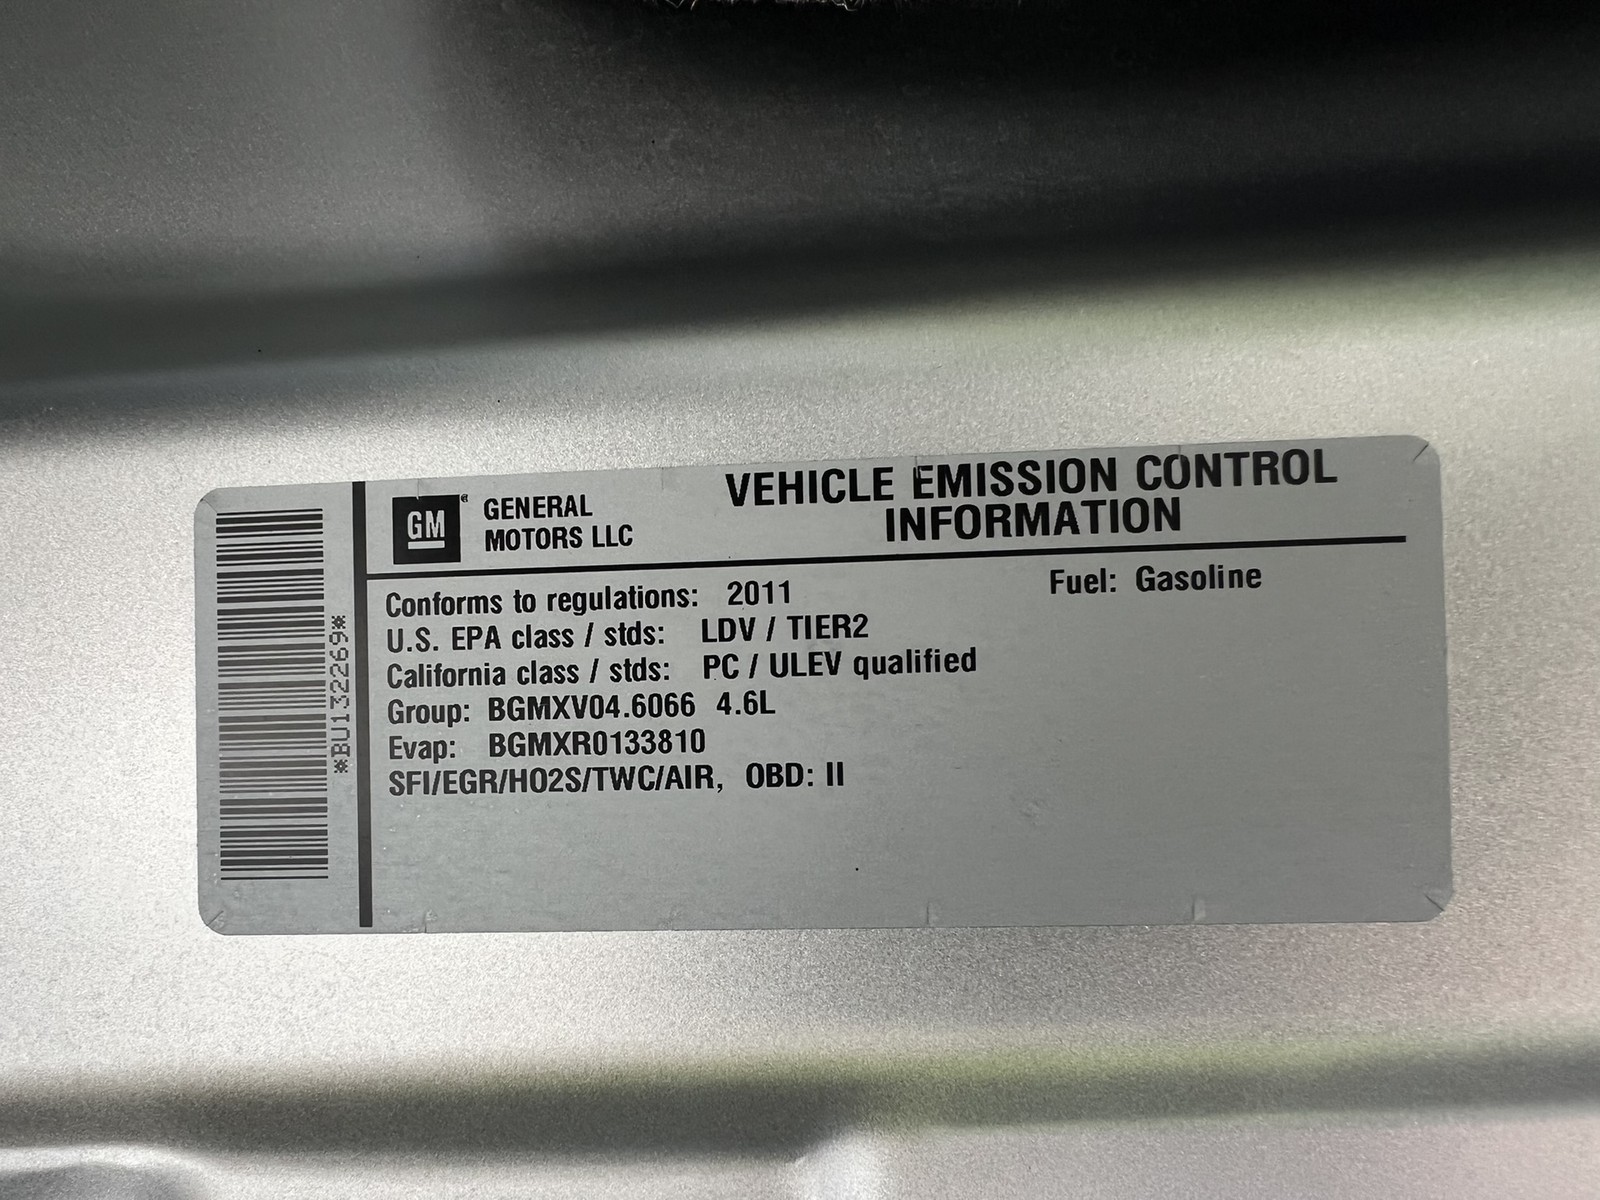 *BU132269*
GM
GENERAL
MOTORS LLC
VEHICLE EMISSION CONTROL
INFORMATION
Conforms to regulations: 2011
Fuel: Gasoline
U.S. EPA class / stds: LDV / TIER2
California class / stds: PC / ULEV qualified
Group: BGMXV04.6066 4.6L
Evap: BGMXR0133810
SFI/EGR/HO2S/TWC/AIR, OBD: II